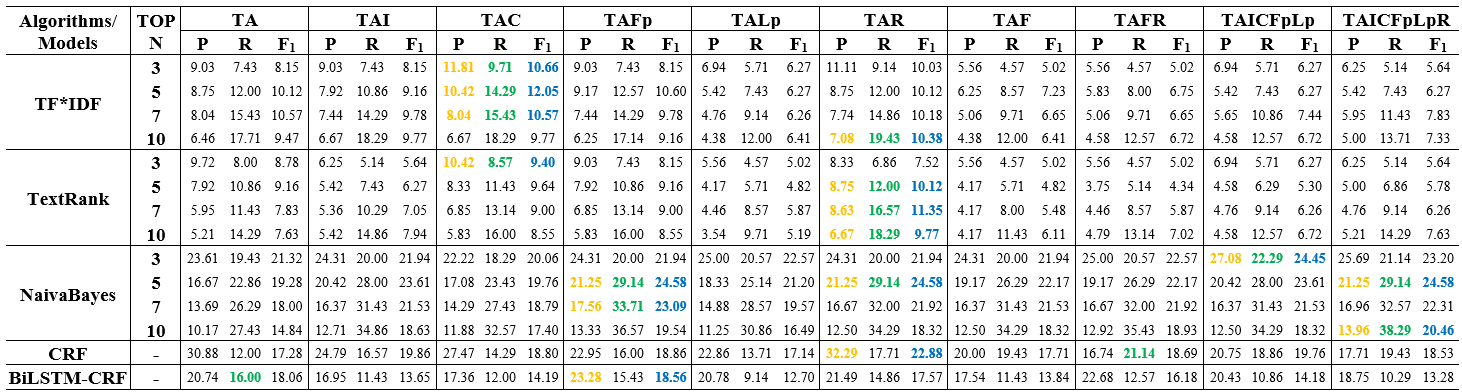 Algorithms/ Models TOP N TA TAI TAC TAFp TALp TAR TAF TAFR TAICFpLp TAICFpLpR
P R F1 P R F1 P R F1 P R F1 P R F1 P R F1 P R F1 P R F1 P R F1 P R F1
TF*IDF
3 9.03 7.43 8.15 9.03 7.43 8.15 11.81 9.71 10.66 9.03 7.43 8.15 6.94 5.71 6.27 11.11 9.14 10.03 5.56 4.57 5.02 5.56 4.57 5.02 6.94 5.71 6.27 6.25 5.14 5.64
5 8.75 12.00 10.12 7.92 10.86 9.16 10.42 14.29 12.05 9.17 12.57 10.60 5.42 7.43 6.27 8.75 12.00 10.12 6.25 8.57 7.23 5.83 8.00 6.75 5.42 7.43 6.27 5.42 7.43 6.27
7 8.04 15.43 10.57 7.44 14.29 9.78 8.04 15.43 10.57 7.44 14.29 9.78 4.76 9.14 6.26 7.74 14.86 10.18 5.06 9.71 6.65 5.06 9.71 6.65 5.65 10.86 7.44 5.95 11.43 7.83
10 6.46 17.71 9.47 6.67 18.29 9.77 6.67 18.29 9.77 6.25 17.14 9.16 4.38 12.00 6.41 7.08 19.43 10.38 4.38 12.00 6.41 4.58 12.57 6.72 4.58 12.57 6.72 5.00 13.71 7.33
TextRank
3 9.72 8.00 8.78 6.25 5.14 5.64 10.42 8.57 9.40 9.03 7.43 8.15 5.56 4.57 5.02 8.33 6.86 7.52 5.56 4.57 5.02 5.56 4.57 5.02 6.94 5.71 6.27 6.25 5.14 5.64
5 7.92 10.86 9.16 5.42 7.43 6.27 8.33 11.43 9.64 7.92 10.86 9.16 4.17 5.71 4.82 8.75 12.00 10.12 4.17 5.71 4.82 3.75 5.14 4.34 4.58 6.29 5.30 5.00 6.86 5.78
7 5.95 11.43 7.83 5.36 10.29 7.05 6.85 13.14 9.00 6.85 13.14 9.00 4.46 8.57 5.87 8.63 16.57 11.35 4.17 8.00 5.48 4.46 8.57 5.87 4.76 9.14 6.26 4.76 9.14 6.26
10 5.21 14.29 7.63 5.42 14.86 7.94 5.83 16.00 8.55 5.83 16.00 8.55 3.54 9.71 5.19 6.67 18.29 9.77 4.17 11.43 6.11 4.79 13.14 7.02 4.58 12.57 6.72 5.21 14.29 7.63
NaivaBayes
3 23.61 19.43 21.32 24.31 20.00 21.94 22.22 18.29 20.06 24.31 20.00 21.94 25.00 20.57 22.57 24.31 20.00 21.94 24.31 20.00 21.94 25.00 20.57 22.57 27.08 22.29 24.45 25.69 21.14 23.20
5 16.67 22.86 19.28 20.42 28.00 23.61 17.08 23.43 19.76 21.25 29.14 24.58 18.33 25.14 21.20 21.25 29.14 24.58 19.17 26.29 22.17 19.17 26.29 22.17 20.42 28.00 23.61 21.25 29.14 24.58
7 13.69 26.29 18.00 16.37 31.43 21.53 14.29 27.43 18.79 17.56 33.71 23.09 14.88 28.57 19.57 16.67 32.00 21.92 16.37 31.43 21.53 16.67 32.00 21.92 16.37 31.43 21.53 16.96 32.57 22.31
10 10.17 27.43 14.84 12.71 34.86 18.63 11.88 32.57 17.40 13.33 36.57 19.54 11.25 30.86 16.49 12.50 34.29 18.32 12.50 34.29 18.32 12.92 35.43 18.93 12.50 34.29 18.32 13.96 38.29 20.46
CRF - 30.88 12.00 17.28 24.79 16.57 19.86 27.47 14.29 18.80 22.95 16.00 18.86 22.86 13.71 17.14 32.29 17.71 22.88 20.00 19.43 17.71 16.74 21.14 18.69 20.75 18.86 19.76 17.71 19.43 18.53
BiLSTM-CRF - 20.74 16.00 18.06 16.95 11.43 13.65 17.36 12.00 14.19 23.28 15.43 18.56 20.78 9.14 12.70 21.49 14.86 17.57 17.54 11.43 13.84 22.68 12.57 16.18 20.43 10.86 14.18 18.75 10.29 13.28